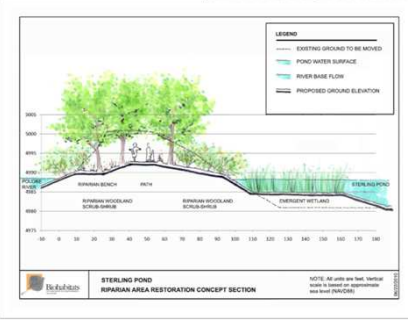 LEGEND
EXISTING GROUND TO BE MOVED
POND WATER SURFACE
RIVER BASE FLOW
PROPOSED GROUND ELEVATION
5005
5000
4995
4990
4985
4980
4975
POUDRE
RIVER
RIPARIAN BENCH
PATH
STERLING POND
RIPARIAN WOODLAND
SCRUB-SHRUB
RIPARIAN WOODLAND
SCRUB-SHRUB
EMERGENT WETLAND
-10 0 10 20 30 40 50 60 70 80 90 100 110 120 130 140 150 160 170 180
Biohabitats
STERLING POND
RIPARIAN AREA RESTORATION CONCEPT SECTION
NOTE: All units are feet. Vertical
scale is based on approximate
sea level (NAVD88)